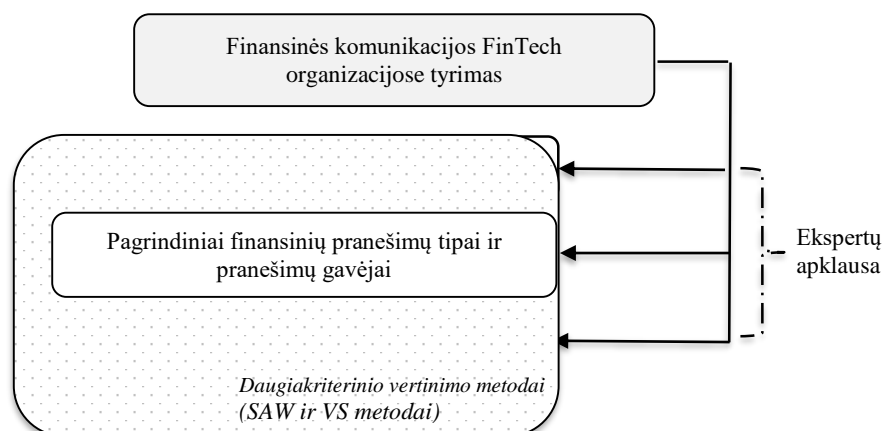 Finansinės komunikacijos FinTech
organizacijose tyrimas
Pagrindiniai finansinių pranešimų tipai ir
pranešimų gavėjai
Ekspertų
apklausa
Daugiakriterinio vertinimo metodai
(SAW ir VS metodai)